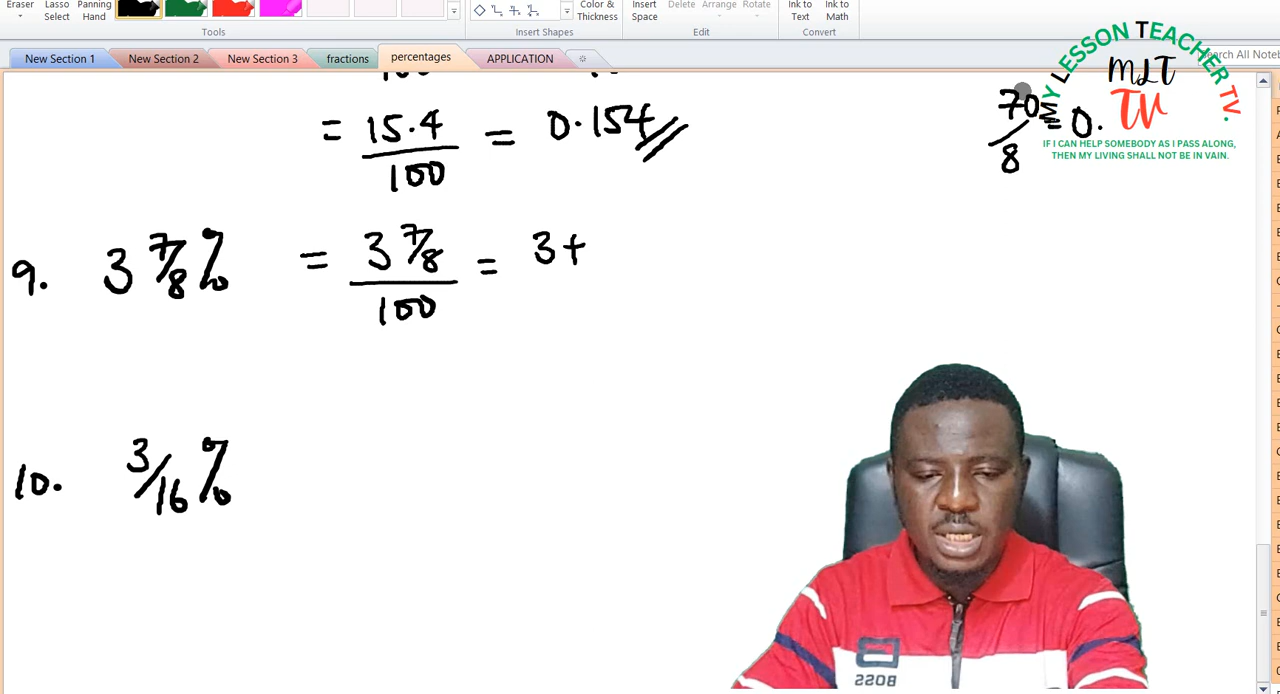 Eraser Lasso Select Panning Hand Color & Thickness Insert Space Delete Arrange Rotate Ink to Text Ink to Math
Tools Insert Shapes Edit Convert
New Section 1 New Section 2 New Section 3 fractions percentages APPLICATION
MY LESSON TEACHER TV.
MLT
TV
IF I CAN HELP SOMEBODY AS I PASS ALONG,
THEN MY LIVING SHALL NOT BE IN VAIN.
= 15.4/100 = 0.154
70/8 = 0.
9. 3 7/8 % = 3 7/8 / 100 = 3 +
10. 3/16 %
BOSS